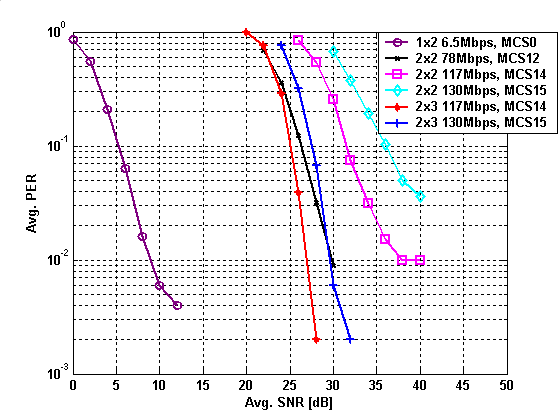 10^0
10^-1
10^-2
10^-3
Avg. PER
0 5 10 15 20 25 30 35 40 45 50
Avg. SNR [dB]
1x2 6.5Mbps, MCS0
2x2 78Mbps, MCS12
2x2 117Mbps, MCS14
2x2 130Mbps, MCS15
2x3 117Mbps, MCS14
2x3 130Mbps, MCS15